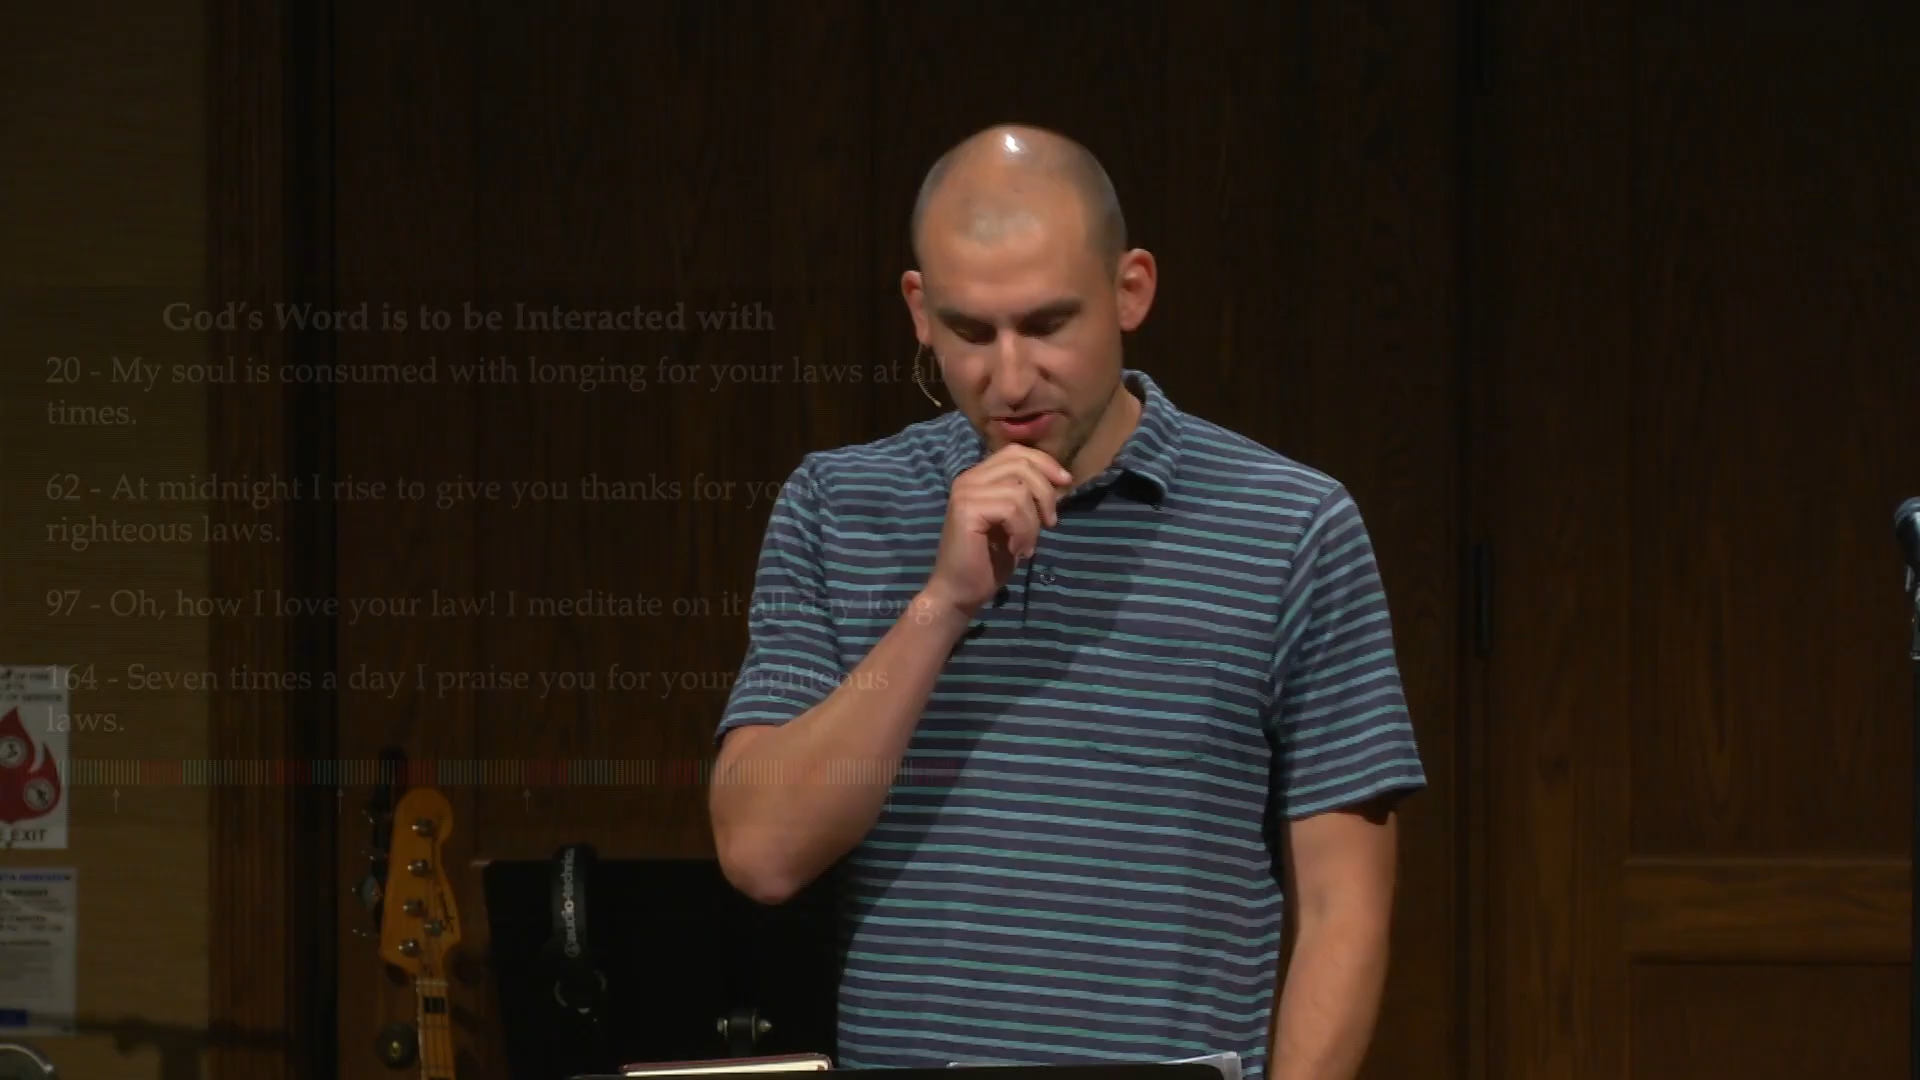 God's Word is to be Interacted with
20 - My soul is consumed with longing for your laws at all
times.
62 - At midnight I rise to give you thanks for your
righteous laws.
97 - Oh, how I love your law! I meditate on it all day long.
164 - Seven times a day I praise you for your righteous
laws.
EXIT
audio-technica